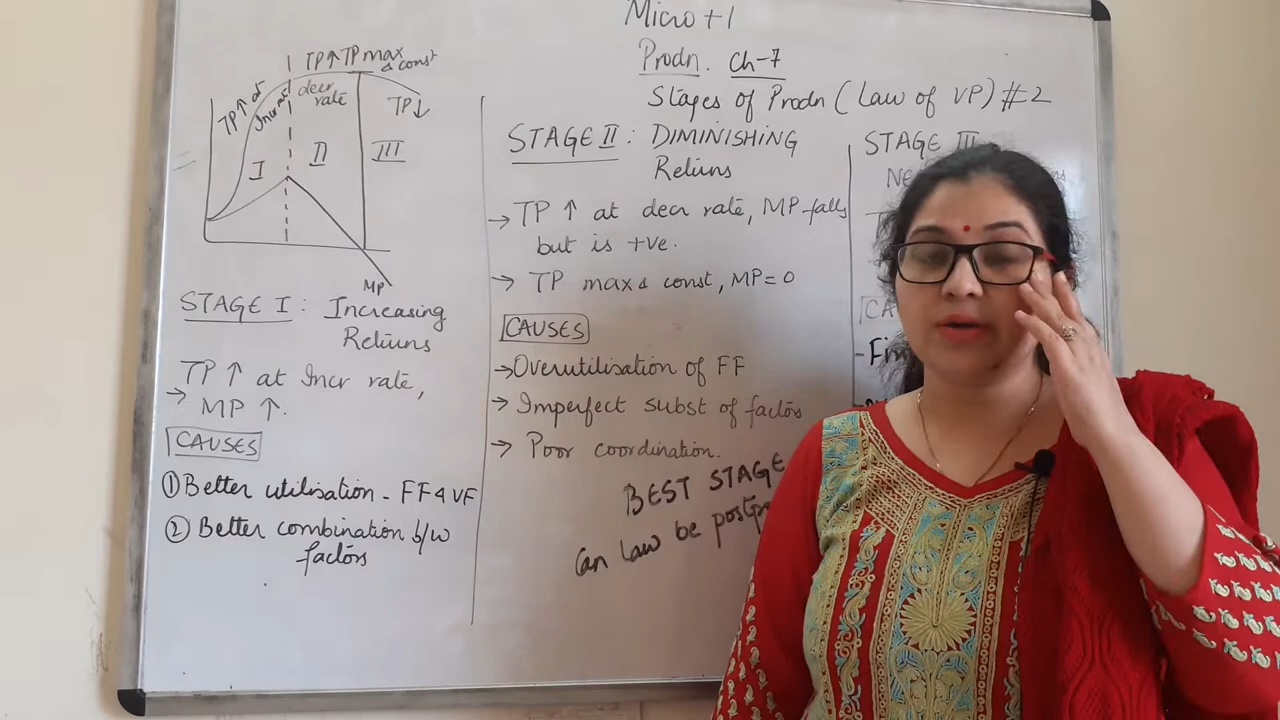 Micro +1
Prodn. Ch-7
Stages of Prodn (Law of VP) #2
TP↑ at
Incr rate
TP↑
decr
rate
TP max
& const
TP↓
I
II
III
MP
STAGE I : Increasing
Returns
→ TP ↑ at Incr rate,
MP ↑.
CAUSES
① Better utilisation - FF & VF
② Better combination b/w
factors
STAGE II : DIMINISHING
Returns
→ TP ↑ at decr rate, MP falls
but is +ve.
→ TP max & const, MP = 0
CAUSES
→ Overutilisation of FF
→ Imperfect subst of factors
→ Poor coordination.
BEST STAGE
Can law be
STAGE III